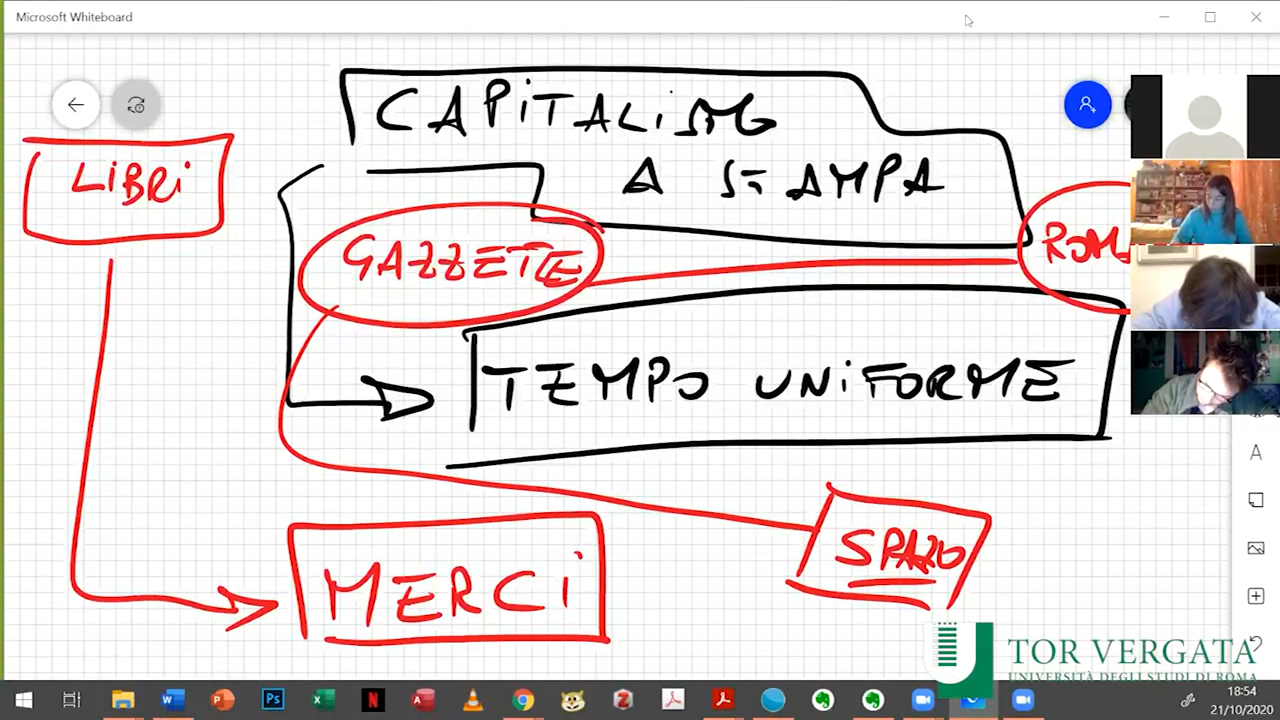 Microsoft Whiteboard
CAPITALISMO
A STAMPA
LIBRI
GAZZETTE
TEMPO UNIFORME
SPAZIO
MERCI
TOR VERGATA
UNIVERSITÀ DEGLI STUDI DI ROMA
18:54
21/10/2020